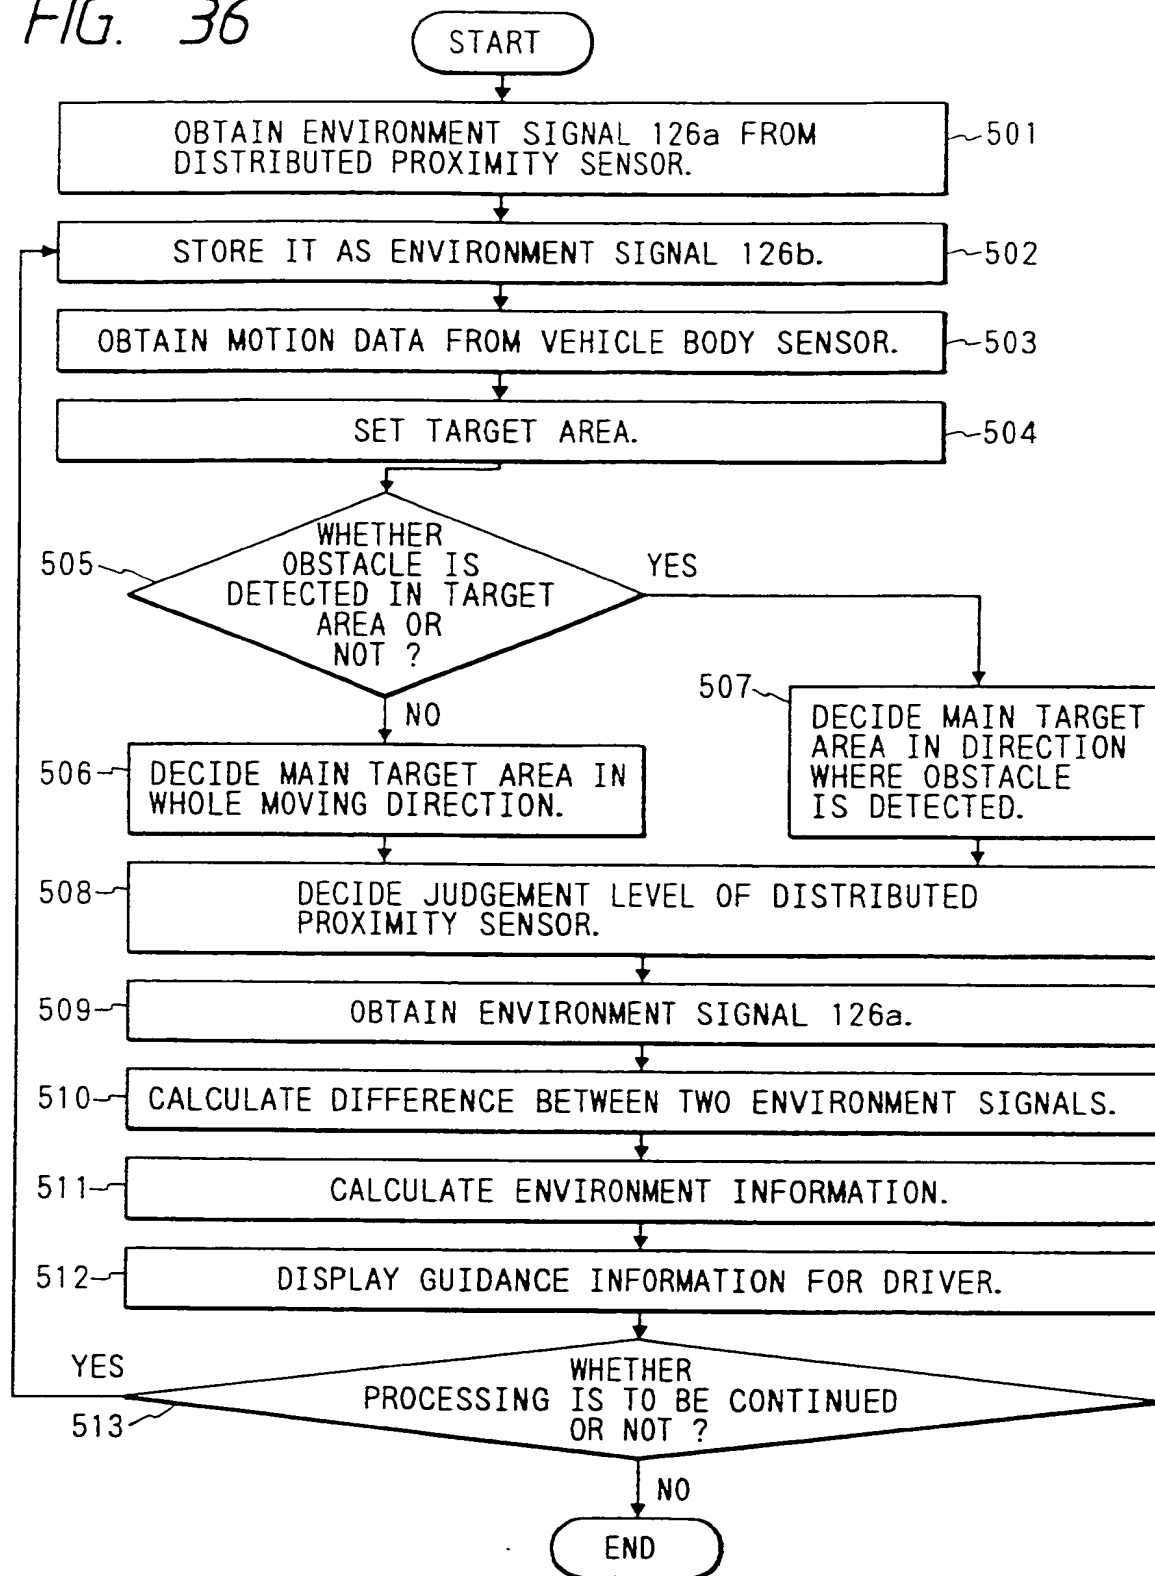 FIG. 36
START
OBTAIN ENVIRONMENT SIGNAL 126a FROM
DISTRIBUTED PROXIMITY SENSOR.
501
STORE IT AS ENVIRONMENT SIGNAL 126b.
502
OBTAIN MOTION DATA FROM VEHICLE BODY SENSOR.
503
SET TARGET AREA.
504
505
WHETHER
OBSTACLE IS
DETECTED IN TARGET
AREA OR
NOT ?
YES
NO
507
DECIDE MAIN TARGET
AREA IN DIRECTION
WHERE OBSTACLE
IS DETECTED.
506
DECIDE MAIN TARGET AREA IN
WHOLE MOVING DIRECTION.
508
DECIDE JUDGEMENT LEVEL OF DISTRIBUTED
PROXIMITY SENSOR.
509
OBTAIN ENVIRONMENT SIGNAL 126a.
510
CALCULATE DIFFERENCE BETWEEN TWO ENVIRONMENT SIGNALS.
511
CALCULATE ENVIRONMENT INFORMATION.
512
DISPLAY GUIDANCE INFORMATION FOR DRIVER.
YES
513
WHETHER
PROCESSING IS TO BE CONTINUED
OR NOT ?
NO
END